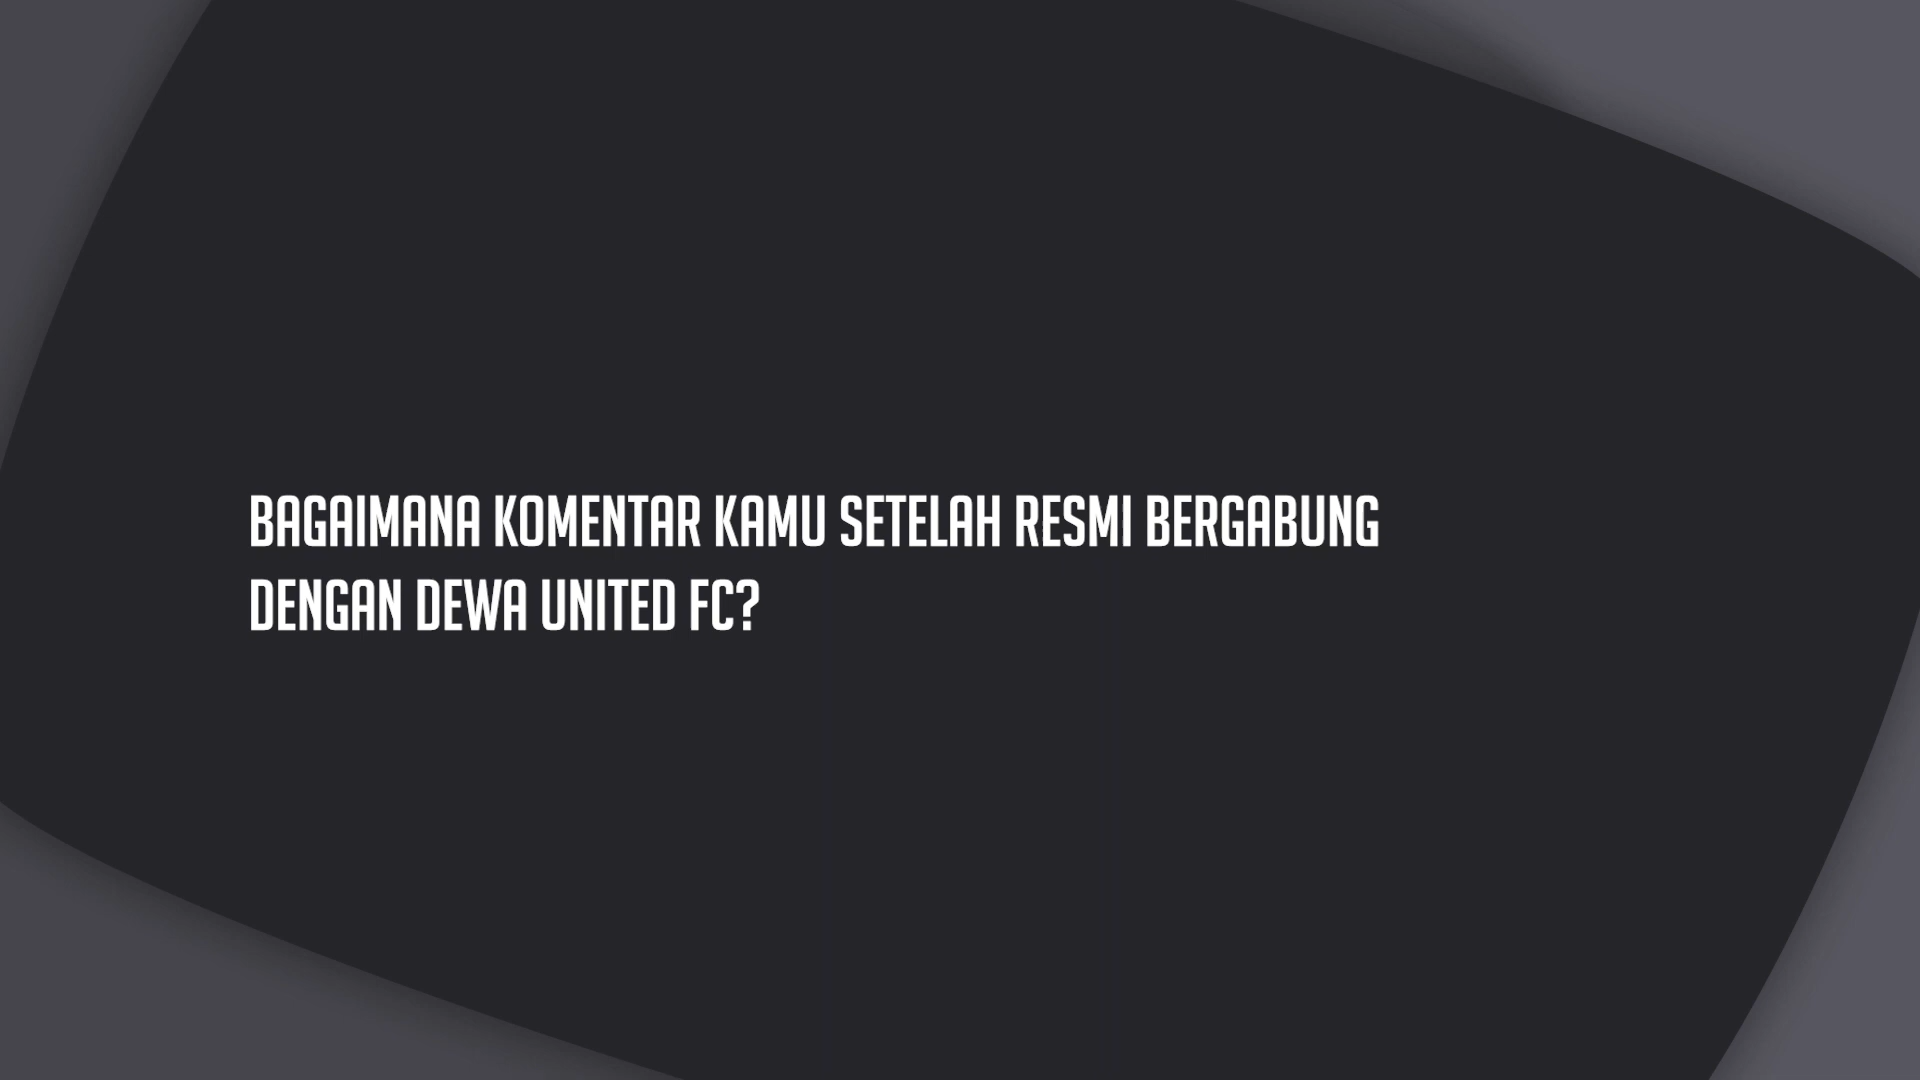 BAGAIMANA KOMENTAR KAMU SETELAH RESMI BERGABUNG
DENGAN DEWA UNITED FC?